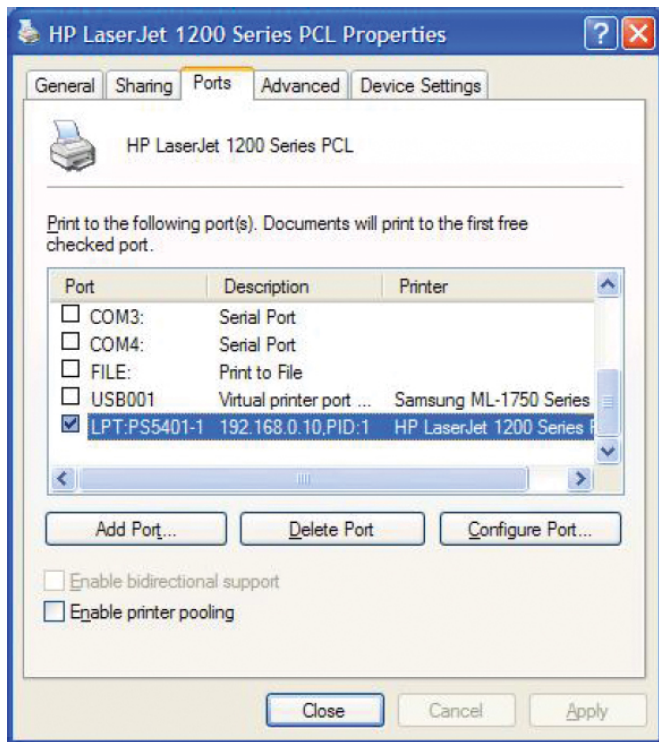 HP LaserJet 1200 Series PCL Properties
General Sharing Ports Advanced Device Settings
HP LaserJet 1200 Series PCL
Print to the following port(s). Documents will print to the first free
checked port.
Port Description Printer
COM3: Serial Port
COM4: Serial Port
FILE: Print to File
USB001 Virtual printer port ... Samsung ML-1750 Series
LPT:PS5401-1 192.168.0.10,PID:1 HP LaserJet 1200 Series
Add Port... Delete Port Configure Port...
Enable bidirectional support
Enable printer pooling
Close Cancel Apply